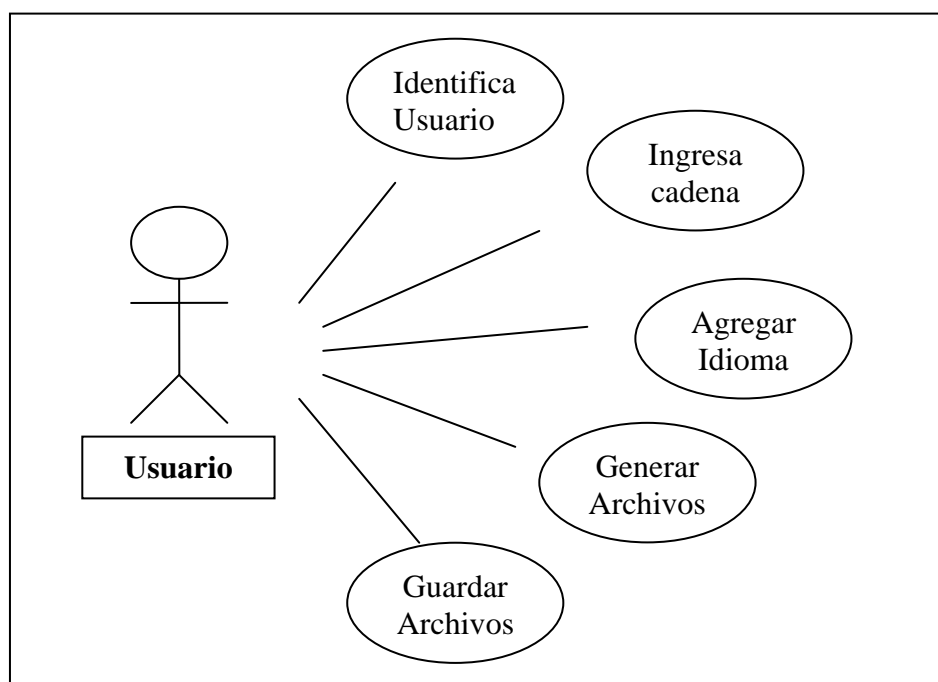 Identifica
Usuario
Ingresa
cadena
Agregar
Idioma
Generar
Archivos
Guardar
Archivos
Usuario